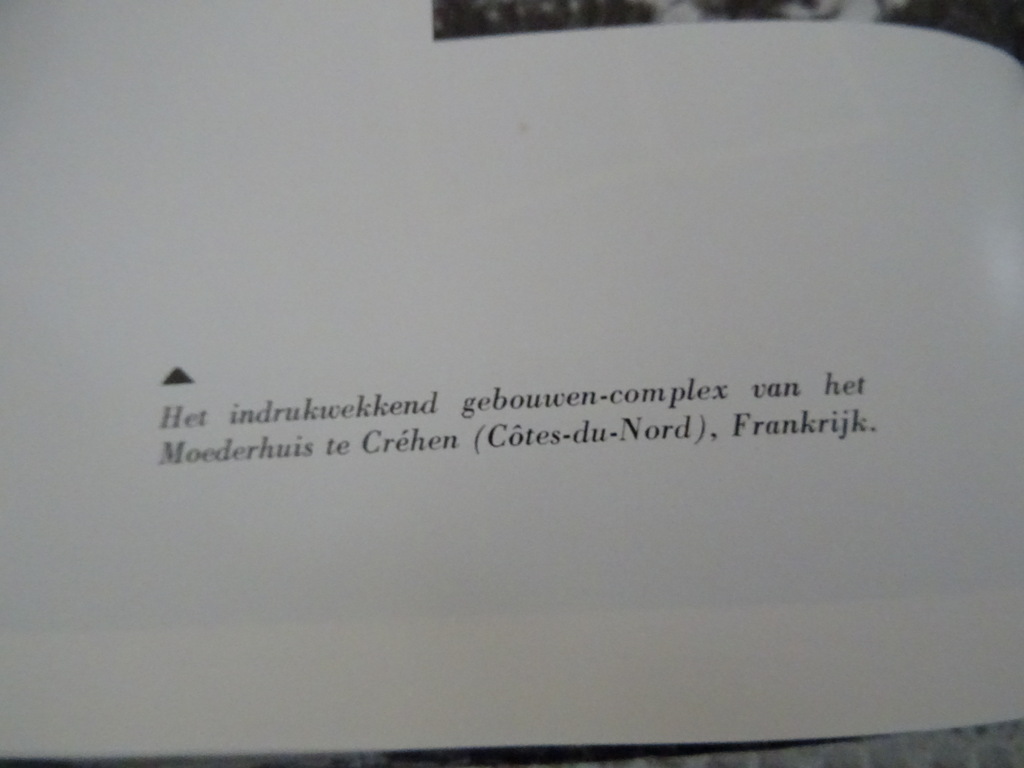 Het indrukwekkend gebouwen-complex van het
Moederhuis te Créhen (Côtes-du-Nord), Frankrijk.